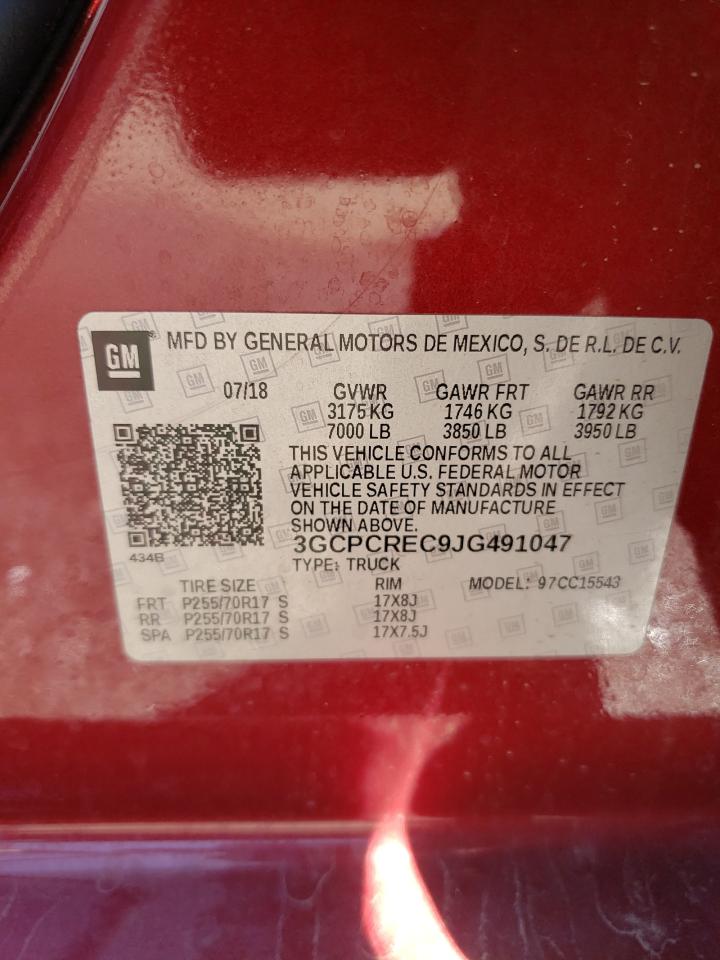 GM MFD BY GENERAL MOTORS DE MEXICO, S. DE R.L. DE C.V.
07/18 GVWR GAWR FRT GAWR RR
3175 KG 1746 KG 1792 KG
7000 LB 3850 LB 3950 LB
THIS VEHICLE CONFORMS TO ALL
APPLICABLE U.S. FEDERAL MOTOR
VEHICLE SAFETY STANDARDS IN EFFECT
ON THE DATE OF MANUFACTURE
SHOWN ABOVE.
434B 3GCPCREC9JG491047
TYPE: TRUCK
TIRE SIZE RIM MODEL: 97CC15543
FRT P255/70R17 S 17X8J
RR P255/70R17 S 17X8J
SPA P255/70R17 S 17X7.5J